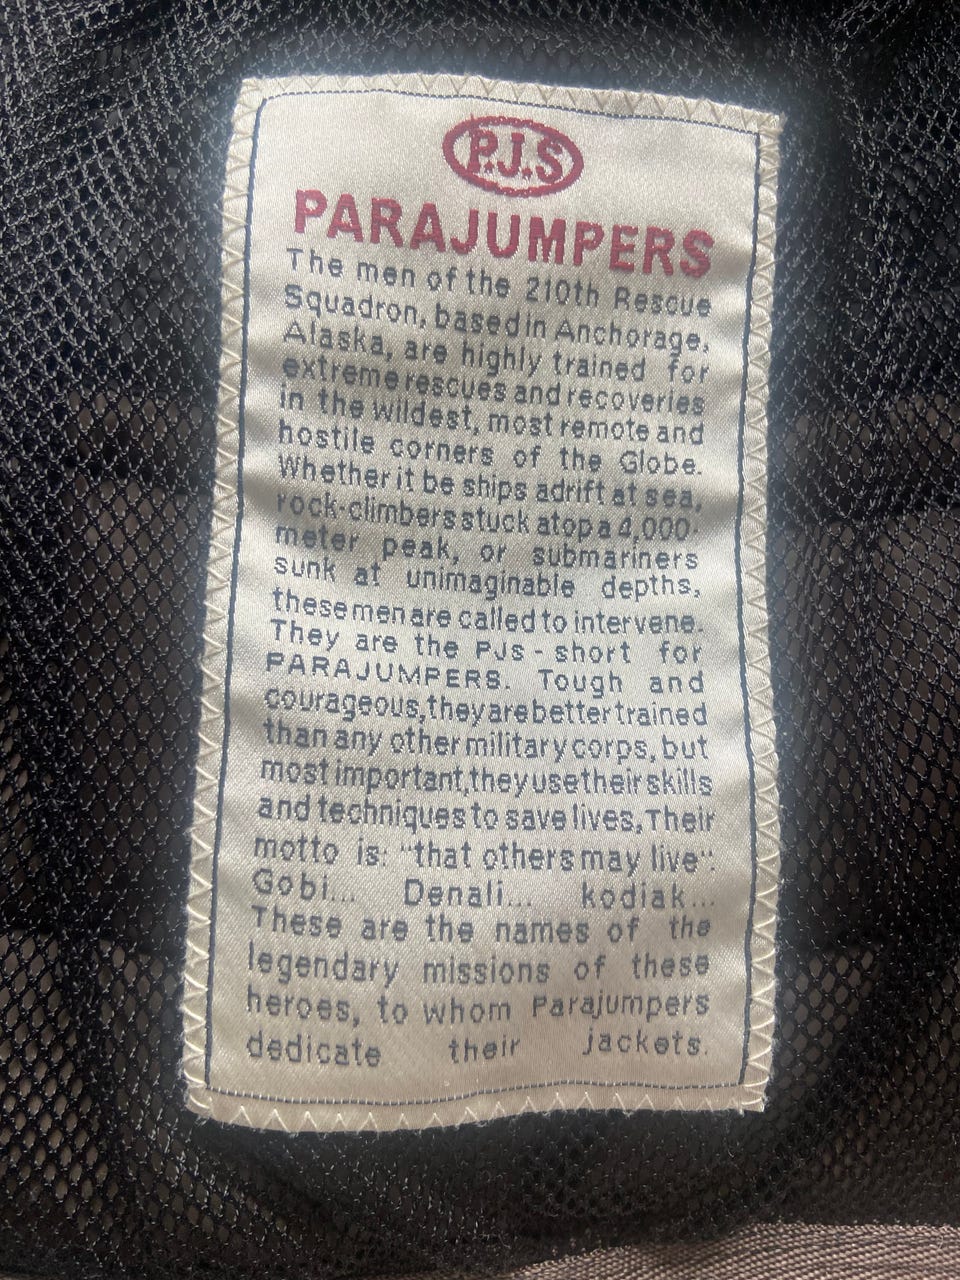 P.J.S
PARAJUMPERS
The men of the 210th Rescue
Squadron, based in Anchorage,
Alaska, are highly trained for
extreme rescues and recoveries
in the wildest, most remote and
hostile corners of the Globe.
Whether it be ships adrift at sea,
rock-climbers stuck atop a 4,000-
meter peak, or submariners
sunk at unimaginable depths,
these men are called to intervene.
They are the PJs - short for
PARAJUMPERS. Tough and
courageous, they are better trained
than any other military corps, but
most important, they use their skills
and techniques to save lives, Their
motto is: "that others may live":
Gobi... Denali... kodiak...
These are the names of the
legendary missions of these
heroes, to whom Parajumpers
dedicate their jackets.